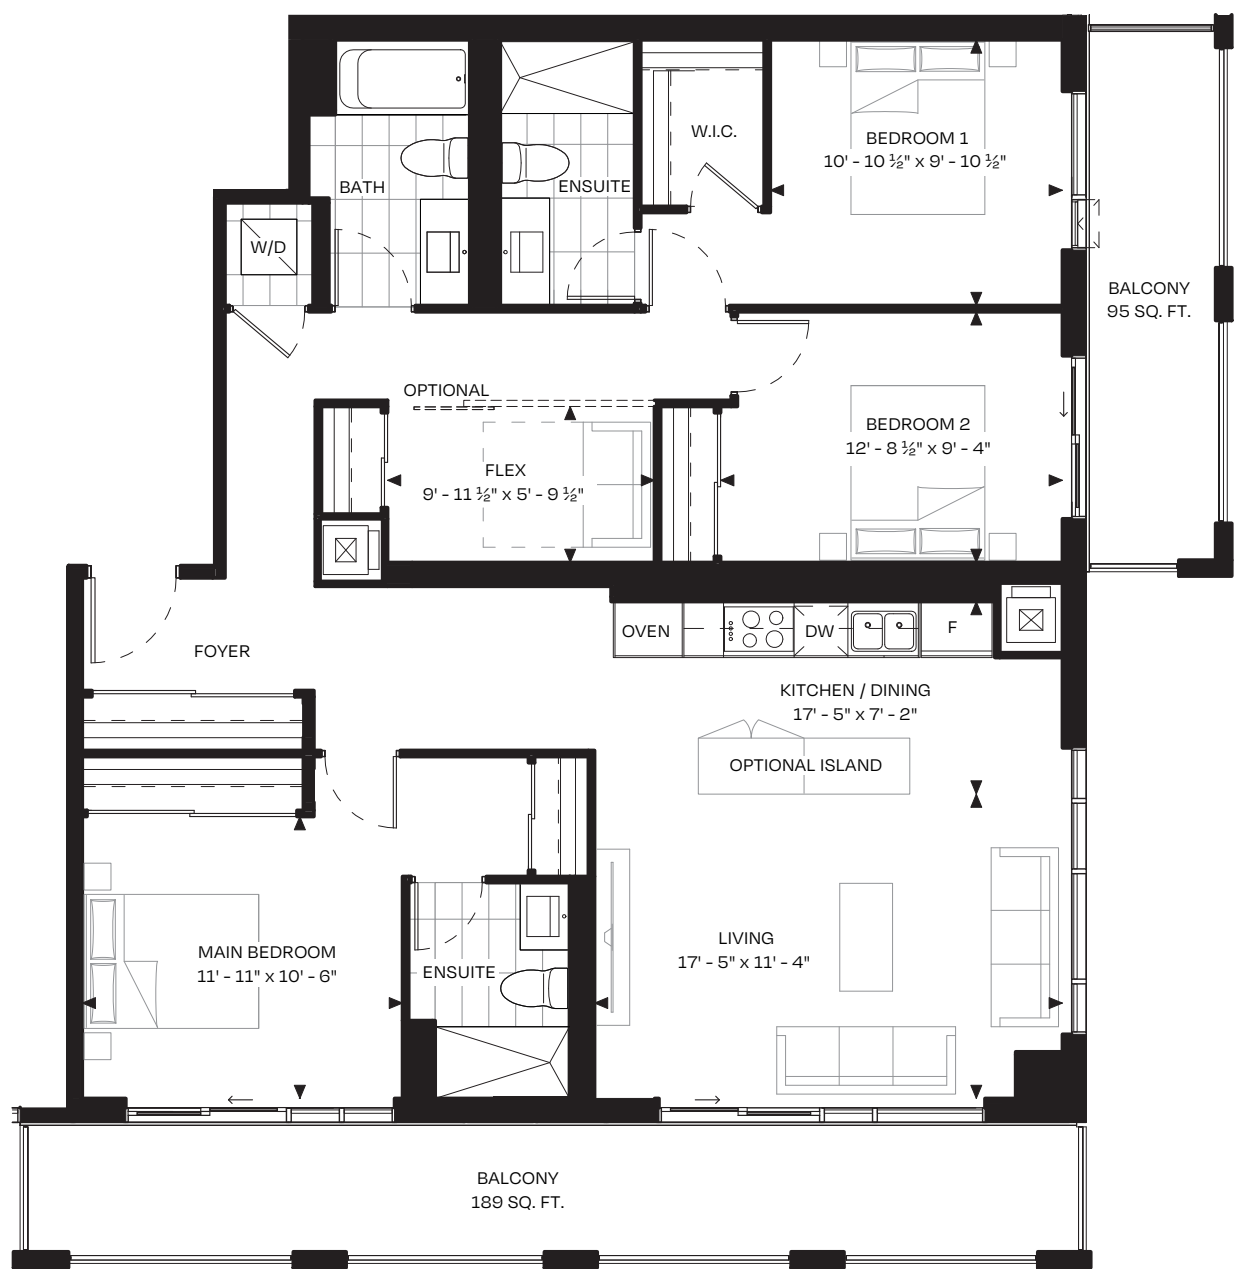 W.I.C.
BEDROOM 1
10' - 10 ½" x 9' - 10 ½"
BATH
ENSUITE
W/D
BALCONY
95 SQ. FT.
OPTIONAL
BEDROOM 2
12' - 8 ½" x 9' - 4"
FLEX
9' - 11 ½" x 5' - 9 ½"
OVEN
DW
F
FOYER
KITCHEN / DINING
17' - 5" x 7' - 2"
OPTIONAL ISLAND
MAIN BEDROOM
11' - 11" x 10' - 6"
ENSUITE
LIVING
17' - 5" x 11' - 4"
BALCONY
189 SQ. FT.